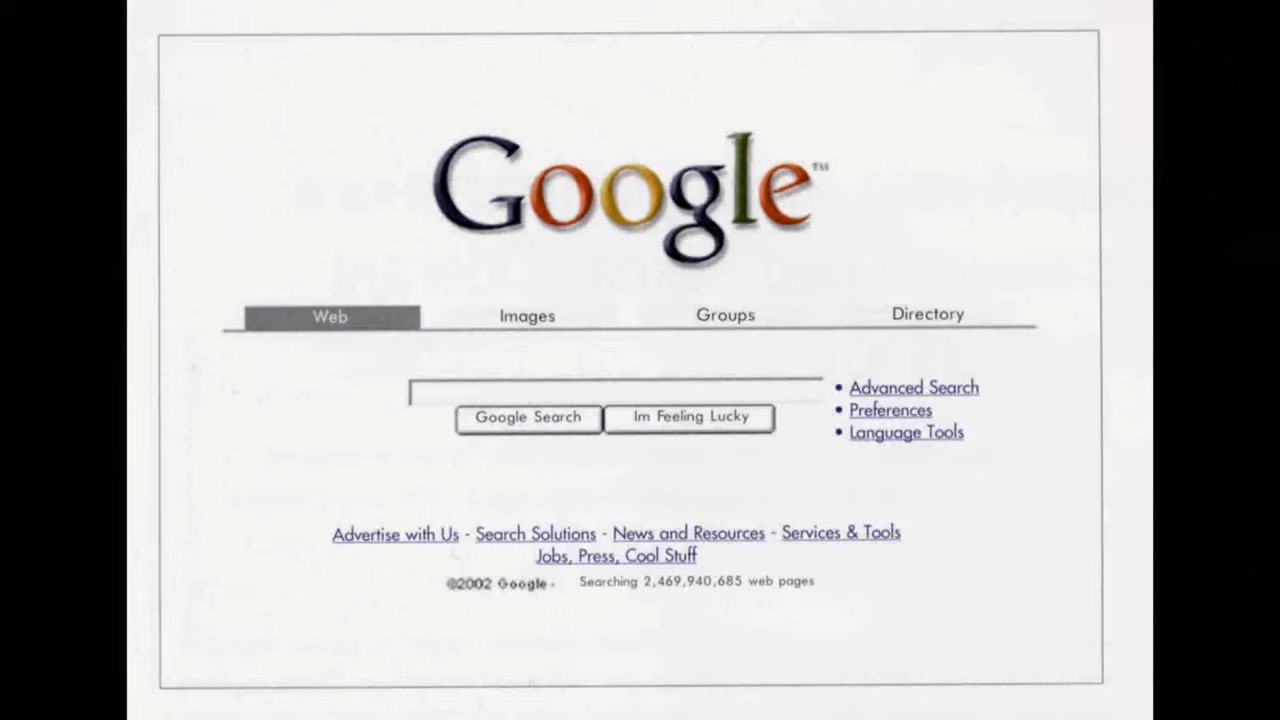 Google™
Web Images Groups Directory
• Advanced Search
Google Search Im Feeling Lucky
• Preferences
• Language Tools
Advertise with Us - Search Solutions - News and Resources - Services & Tools
Jobs, Press, Cool Stuff
©2002 Google - Searching 2,469,940,685 web pages